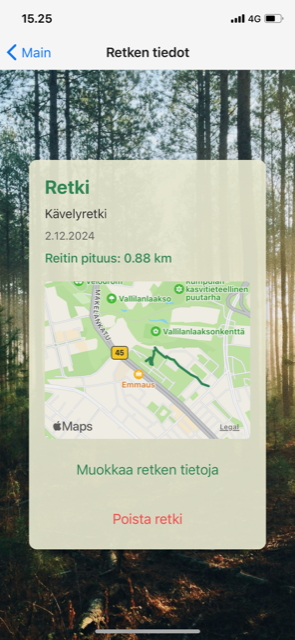 15.25
4G
Main
Retken tiedot
Retki
Kävelyretki
2.12.2024
Reitin pituus: 0.88 km
Velodromi
Kumpulan
kasvitieteellinen
puutarha
Vallilanlaakso
MÄKELÄNKATU
Vallilanlaaksonkenttä
45
Emmaus
Maps
Legal
Muokkaa retken tietoja
Poista retki